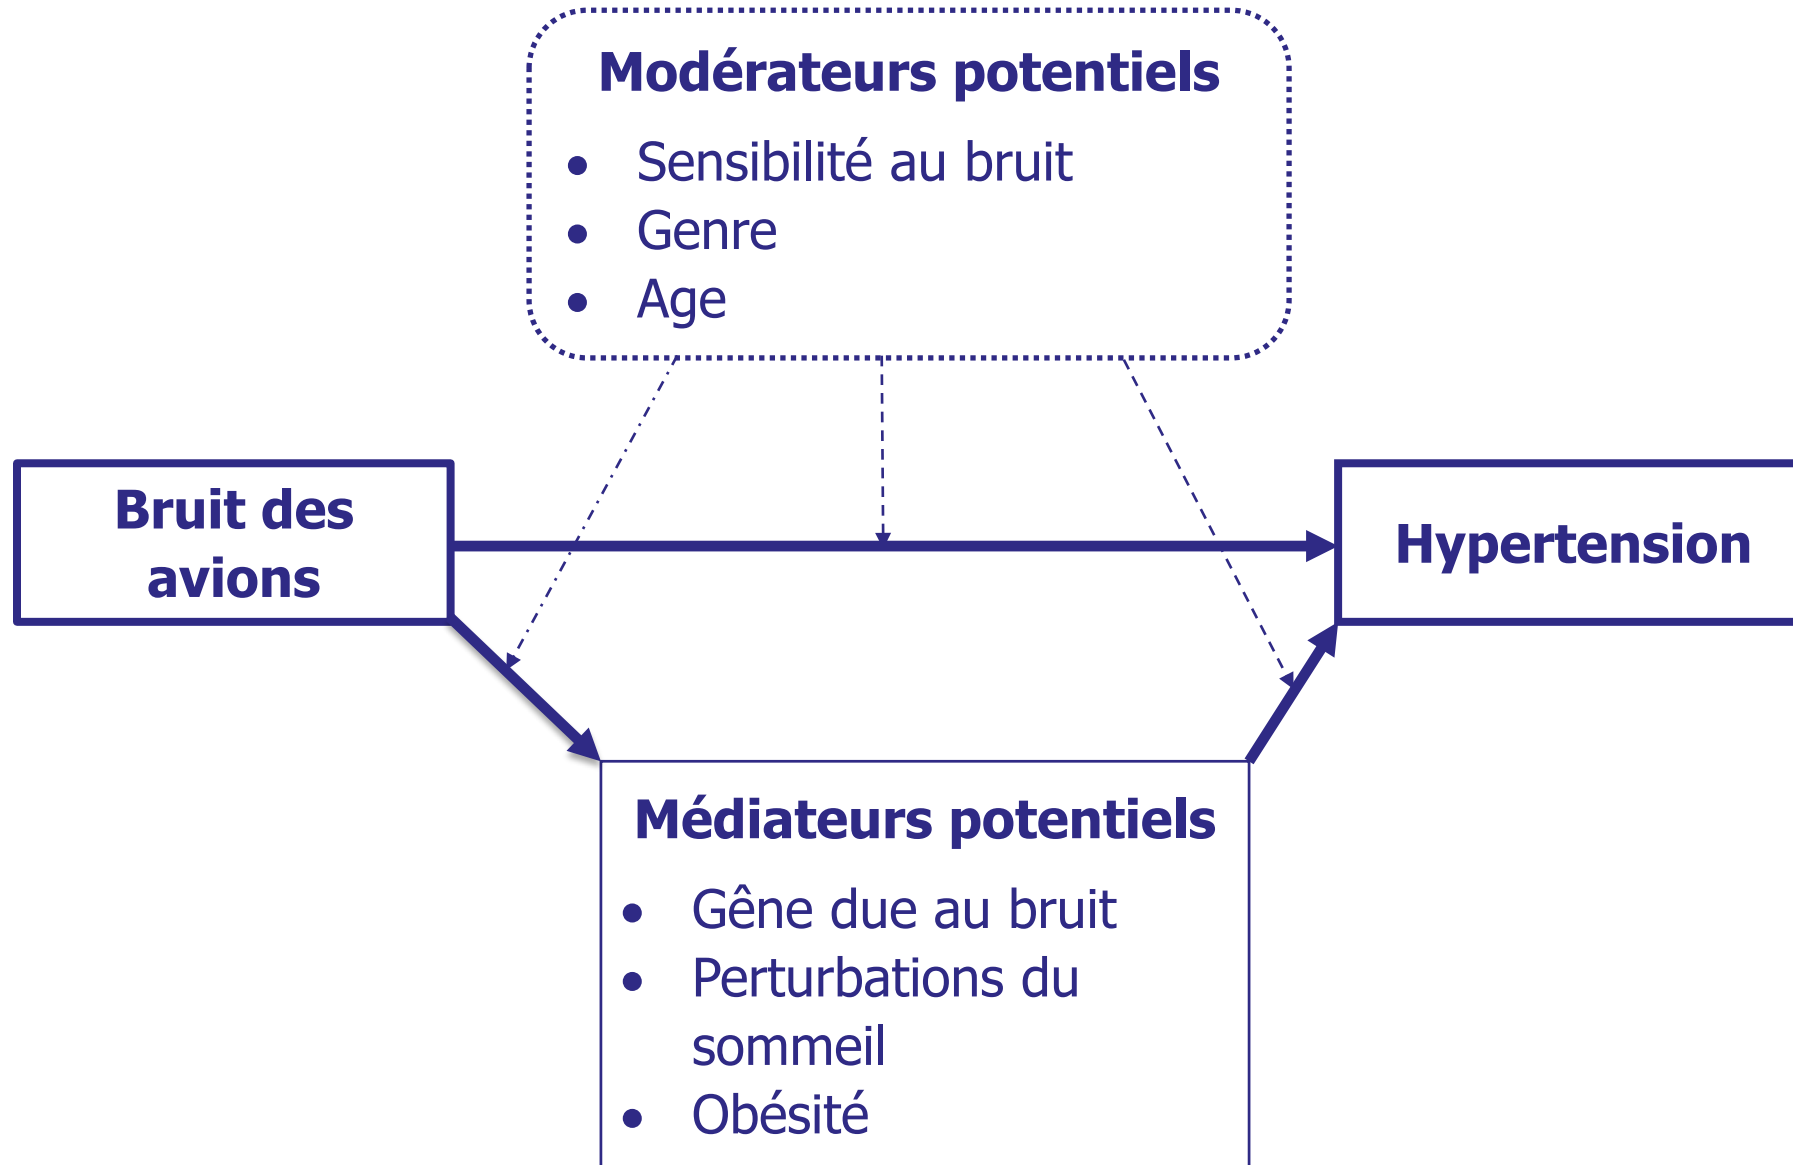 Modérateurs potentiels
● Sensibilité au bruit
● Genre
● Age
Bruit des
avions
Hypertension
Médiateurs potentiels
● Gêne due au bruit
● Perturbations du
sommeil
● Obésité